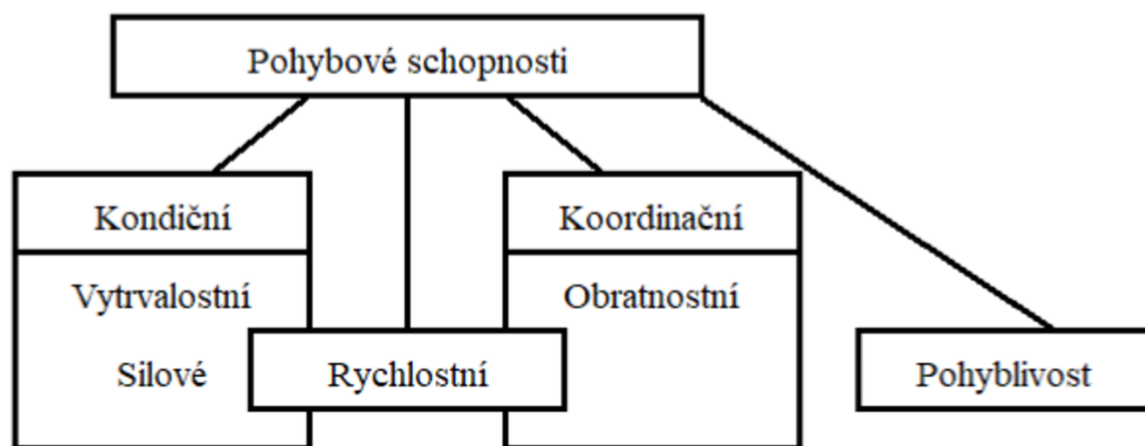 Pohybové schopnosti
Kondiční
Koordinační
Vytrvalostní
Obratnostní
Silové
Rychlostní
Pohyblivost